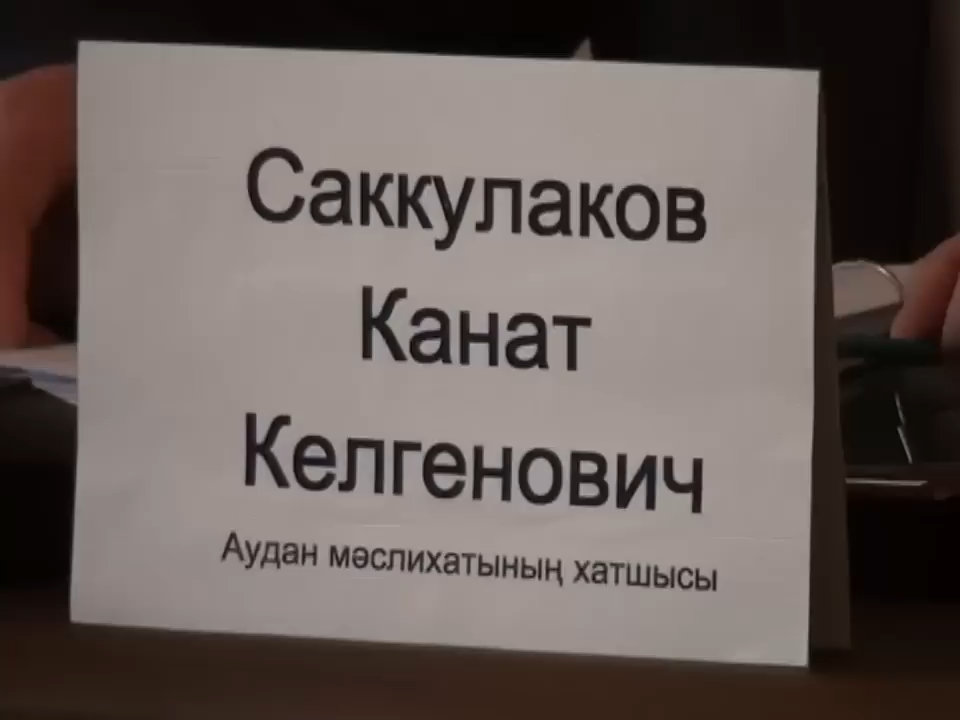 Саккулаков
Канат
Келгенович
Аудан мәслихатының хатшысы